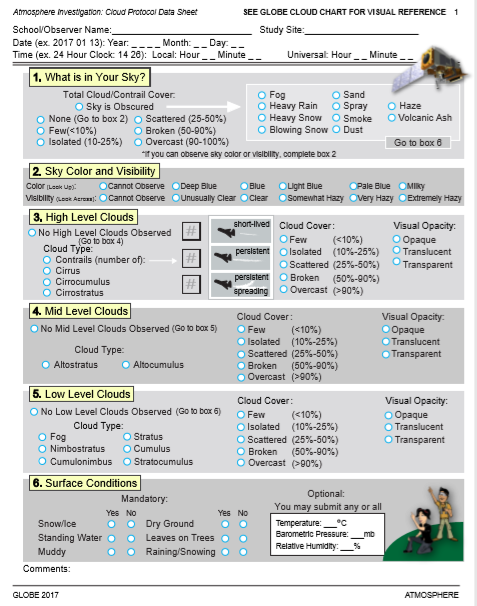 Atmosphere Investigation: Cloud Protocol Data Sheet SEE GLOBE CLOUD CHART FOR VISUAL REFERENCE 1
School/Observer Name: Study Site:
Date (ex. 2017 01 13): Year: _ _ _ _ Month: _ _ Day: _ _
Time (ex. 24 Hour Clock: 14 26): Local: Hour _ _ Minute _ _ Universal: Hour _ _ Minute _ _
1. What is in Your Sky?
Total Cloud/Contrail Cover:
Sky is Obscured
None (Go to box 2) Scattered (25-50%)
Few(<10%) Broken (50-90%)
Isolated (10-25%) Overcast (90-100%)
Fog Sand
Heavy Rain Spray Haze
Heavy Snow Smoke Volcanic Ash
Blowing Snow Dust
Go to box 6
*If you can observe sky color or visibility, complete box 2
2. Sky Color and Visibility
Color (Look Up): Cannot Observe Deep Blue Blue Light Blue Pale Blue Milky
Visibility (Look Across): Cannot Observe Unusually Clear Clear Somewhat Hazy Very Hazy Extremely Hazy
3. High Level Clouds
No High Level Clouds Observed
(Go to box 4)
Cloud Type:
Contrails (number of):
Cirrus
Cirrocumulus
Cirrostratus
# short-lived
# persistent
# persistent
spreading
Cloud Cover: Visual Opacity:
Few (<10%) Opaque
Isolated (10%-25%) Translucent
Scattered (25%-50%) Transparent
Broken (50%-90%)
Overcast (>90%)
4. Mid Level Clouds
No Mid Level Clouds Observed (Go to box 5)
Cloud Type:
Altostratus Altocumulus
Cloud Cover: Visual Opacity:
Few (<10%) Opaque
Isolated (10%-25%) Translucent
Scattered (25%-50%) Transparent
Broken (50%-90%)
Overcast (>90%)
5. Low Level Clouds
No Low Level Clouds Observed (Go to box 6)
Cloud Type:
Fog Stratus
Nimbostratus Cumulus
Cumulonimbus Stratocumulus
Cloud Cover: Visual Opacity:
Few (<10%) Opaque
Isolated (10%-25%) Translucent
Scattered (25%-50%) Transparent
Broken (50%-90%)
Overcast (>90%)
6. Surface Conditions
Mandatory:
Yes No Yes No
Snow/Ice Dry Ground
Standing Water Leaves on Trees
Muddy Raining/Snowing
Optional:
You may submit any or all
Temperature: ___°C
Barometric Pressure: ___mb
Relative Humidity: ___%
Comments:
GLOBE 2017 ATMOSPHERE